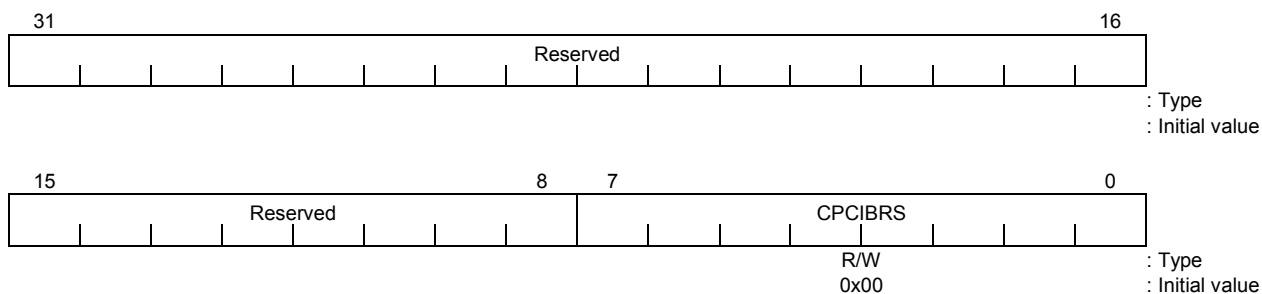 31 16
Reserved
: Type
: Initial value
15 8 7 0
Reserved CPCIBRS
R/W : Type
0x00 : Initial value